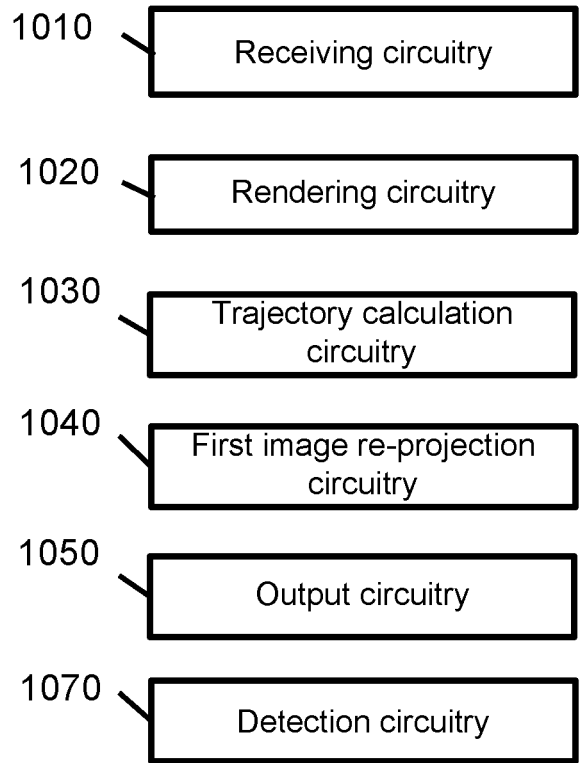 1010
Receiving circuitry
1020
Rendering circuitry
1030
Trajectory calculation
circuitry
1040
First image re-projection
circuitry
1050
Output circuitry
1070
Detection circuitry